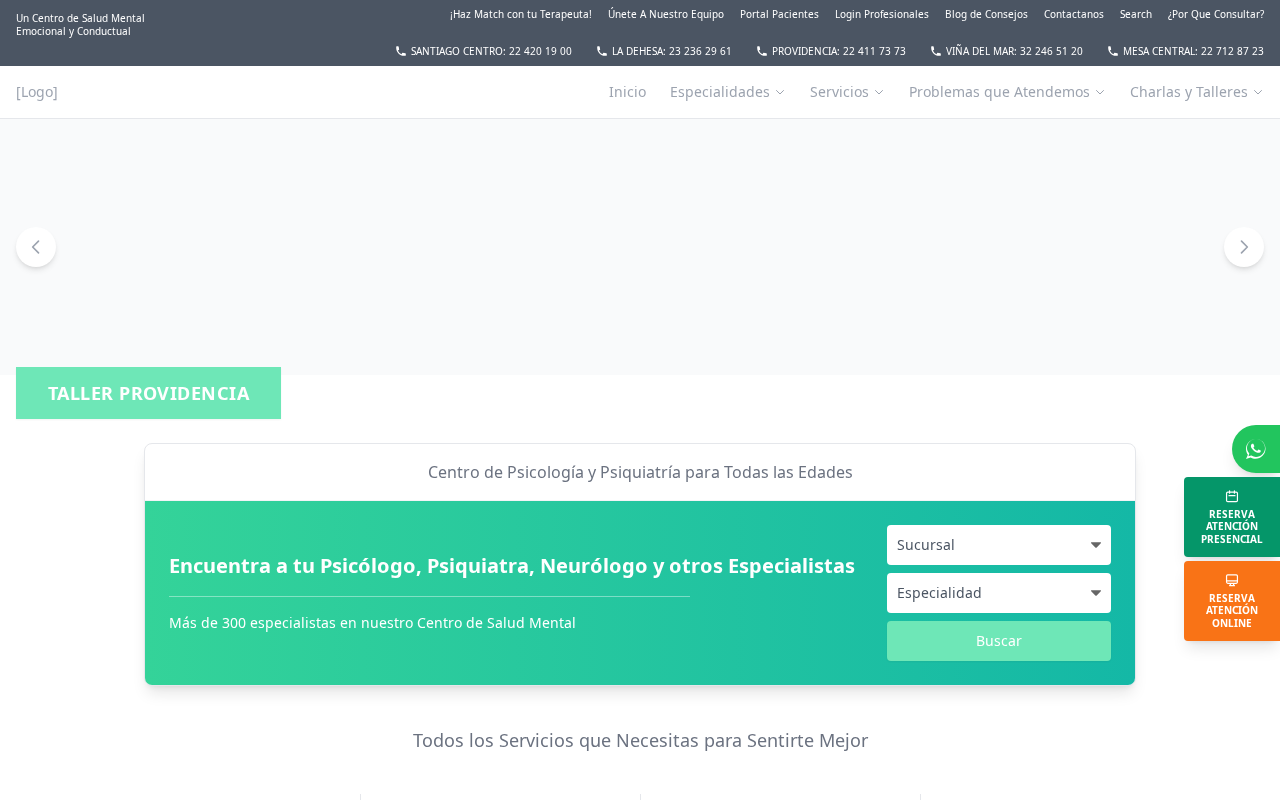 Un Centro de Salud Mental
Emocional y Conductual
¡Haz Match con tu Terapeuta! Únete A Nuestro Equipo Portal Pacientes Login Profesionales Blog de Consejos Contactanos Search ¿Por Que Consultar?
SANTIAGO CENTRO: 22 420 19 00 LA DEHESA: 23 236 29 61 PROVIDENCIA: 22 411 73 73 VIÑA DEL MAR: 32 246 51 20 MESA CENTRAL: 22 712 87 23
[Logo] Inicio Especialidades Servicios Problemas que Atendemos Charlas y Talleres
TALLER PROVIDENCIA
Centro de Psicología y Psiquiatría para Todas las Edades
Encuentra a tu Psicólogo, Psiquiatra, Neurólogo y otros Especialistas
Más de 300 especialistas en nuestro Centro de Salud Mental
Sucursal
Especialidad
Buscar
RESERVA
ATENCIÓN
PRESENCIAL
RESERVA
ATENCIÓN
ONLINE
Todos los Servicios que Necesitas para Sentirte Mejor